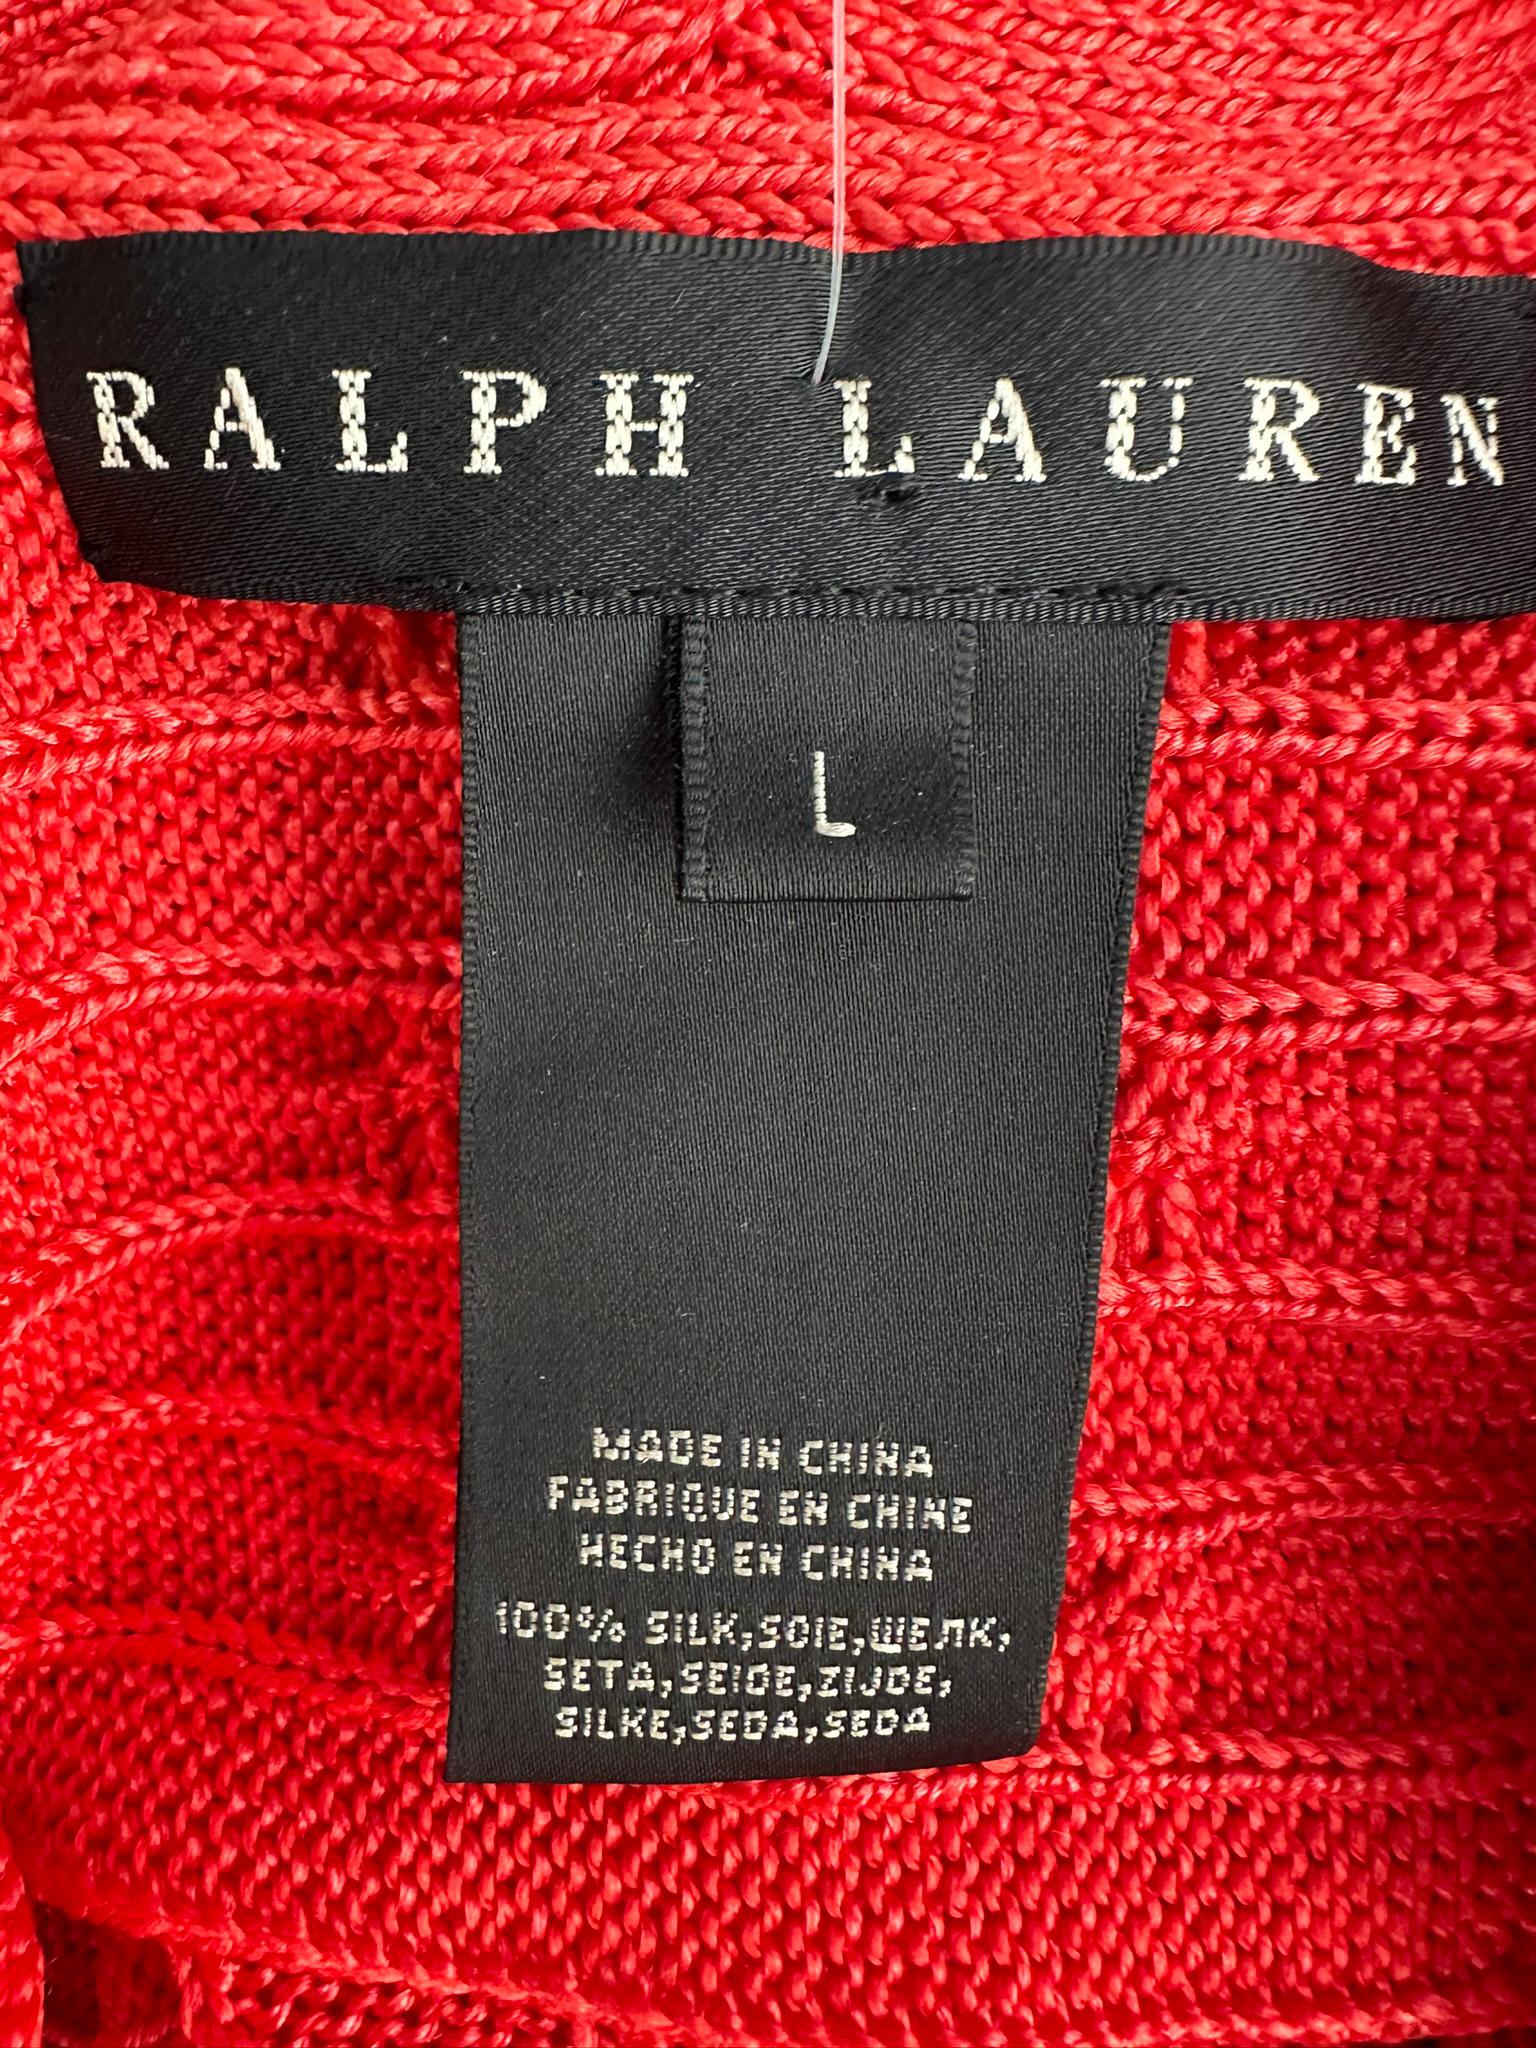 RALPH LAUREN
L
MADE IN CHINA
FABRIQUE EN CHINE
HECHO EN CHINA
100% SILK,SOIE,ШЕЛК,
SETA,SEIDE,ZIJDE,
SILKE,SEDA,SEDA